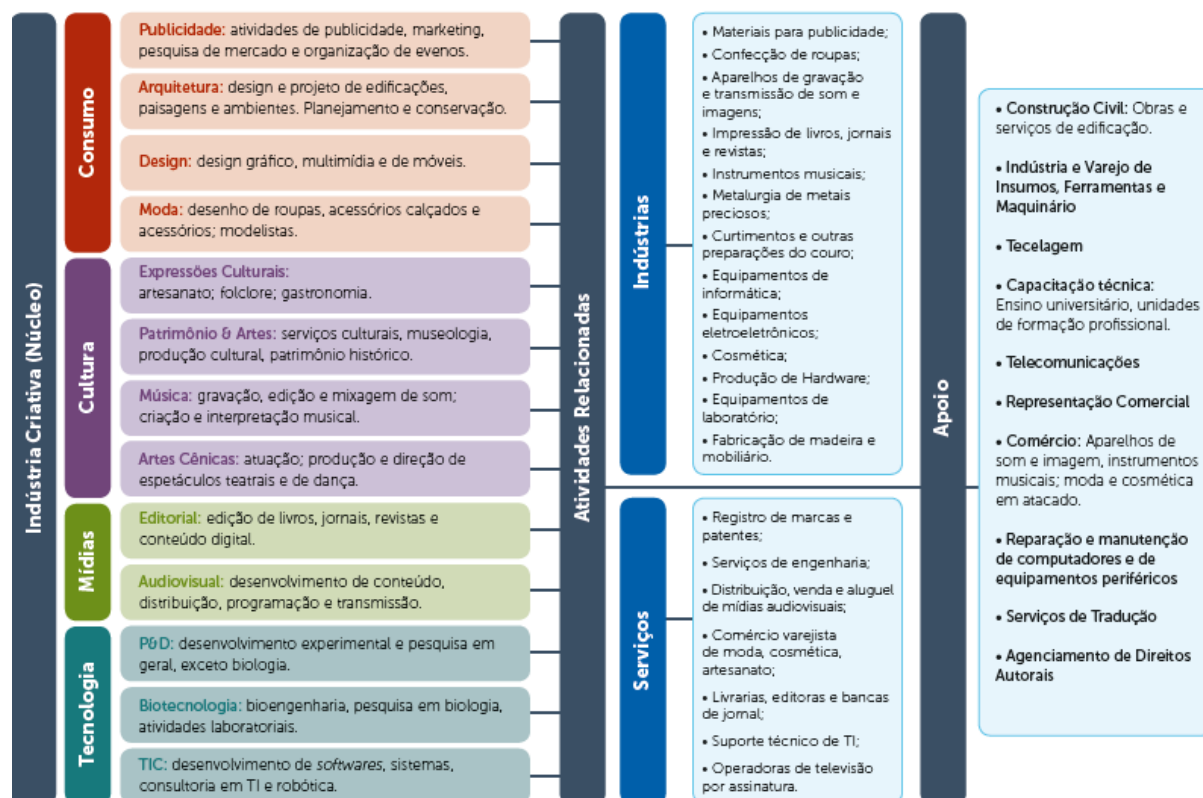 Indústria Criativa (Núcleo)
Consumo
Publicidade: atividades de publicidade, marketing,
pesquisa de mercado e organização de evenos.
Arquitetura: design e projeto de edificações,
paisagens e ambientes. Planejamento e conservação.
Design: design gráfico, multimídia e de móveis.
Moda: desenho de roupas, acessórios calçados e
acessórios; modelistas.
Cultura
Expressões Culturais:
artesanato; folclore; gastronomia.
Patrimônio & Artes: serviços culturais, museologia,
produção cultural, patrimônio histórico.
Música: gravação, edição e mixagem de som;
criação e interpretação musical.
Artes Cênicas: atuação; produção e direção de
espetáculos teatrais e de dança.
Mídias
Editorial: edição de livros, jornais, revistas e
conteúdo digital.
Audiovisual: desenvolvimento de conteúdo,
distribuição, programação e transmissão.
Tecnologia
P&D: desenvolvimento experimental e pesquisa em
geral, exceto biologia.
Biotecnologia: bioengenharia, pesquisa em biologia,
atividades laboratoriais.
TIC: desenvolvimento de softwares, sistemas,
consultoria em TI e robótica.
Atividades Relacionadas
Indústrias
• Materiais para publicidade;
• Confecção de roupas;
• Aparelhos de gravação
e transmissão de som e
imagens;
• Impressão de livros, jornais
e revistas;
• Instrumentos musicais;
• Metalurgia de metais
preciosos;
• Curtimentos e outras
preparações do couro;
• Equipamentos de
informática;
• Equipamentos
eletroeletrônicos;
• Cosmética;
• Produção de Hardware;
• Equipamentos de
laboratório;
• Fabricação de madeira e
mobiliário.
Serviços
• Registro de marcas e
patentes;
• Serviços de engenharia;
• Distribuição, venda e aluguel
de mídias audiovisuais;
• Comércio varejista
de moda, cosmética,
artesanato;
• Livrarias, editoras e bancas
de jornal;
• Suporte técnico de TI;
• Operadoras de televisão
por assinatura.
Apoio
• Construção Civil: Obras e
serviços de edificação.
• Indústria e Varejo de
Insumos, Ferramentas e
Maquinário
• Tecelagem
• Capacitação técnica:
Ensino universitário, unidades
de formação profissional.
• Telecomunicações
• Representação Comercial
• Comércio: Aparelhos de
som e imagem, instrumentos
musicais; moda e cosmética
em atacado.
• Reparação e manutenção
de computadores e de
equipamentos periféricos
• Serviços de Tradução
• Agenciamento de Direitos
Autorais